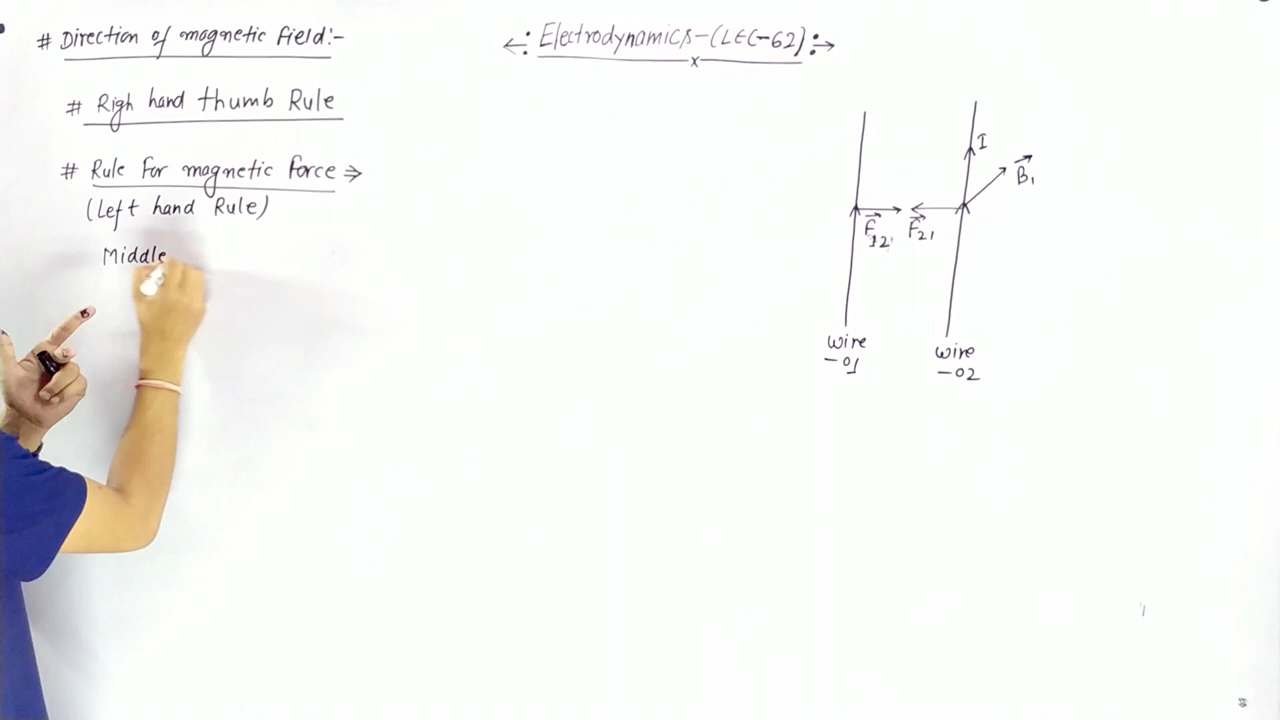 # Direction of magnetic field:-
←: Electrodynamics-(LEC-62) :→
x
# Righ hand thumb Rule
# Rule for magnetic force ⇒
(Left hand Rule)
Middle
I
B₁
F₁₂
F₂₁
wire
-01
wire
-02